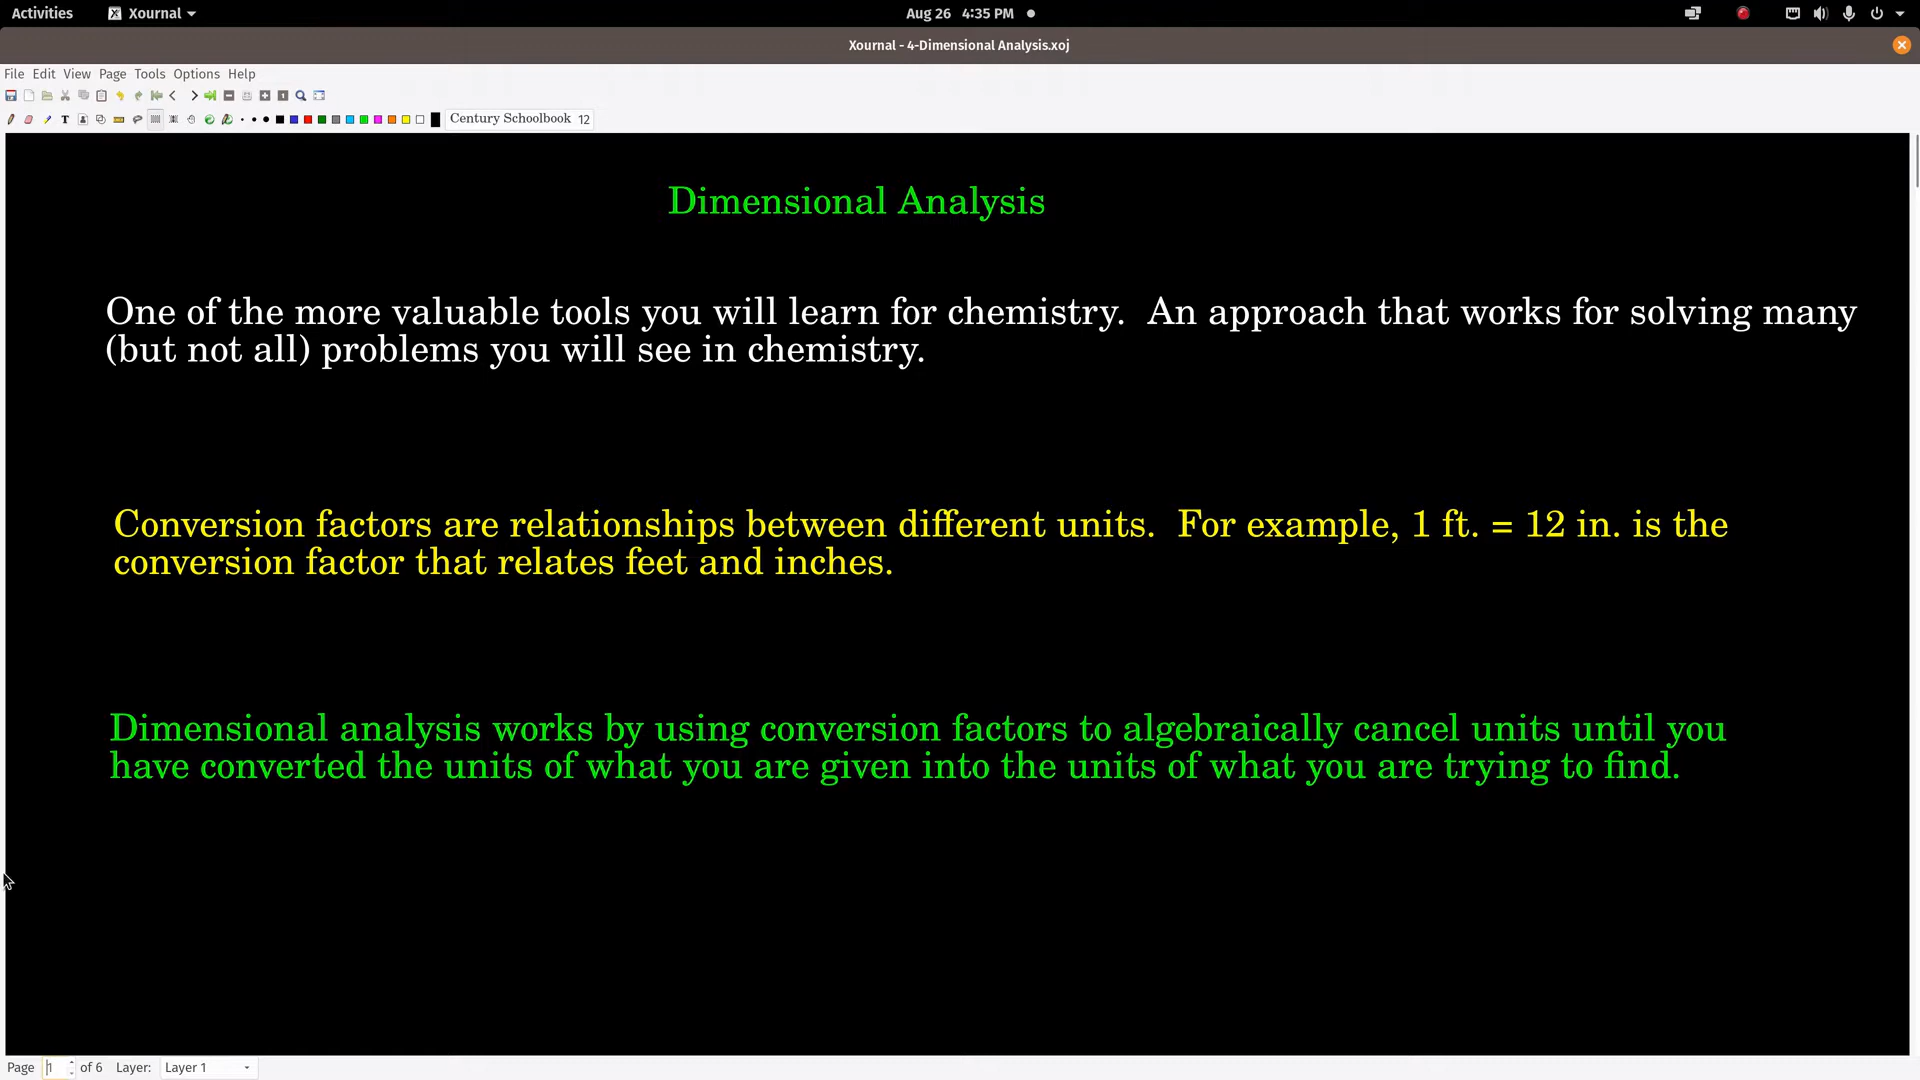 Activities Xournal Aug 26 4:35 PM
Xournal - 4-Dimensional Analysis.xoj
File Edit View Page Tools Options Help
Century Schoolbook 12
Dimensional Analysis
One of the more valuable tools you will learn for chemistry. An approach that works for solving many
(but not all) problems you will see in chemistry.
Conversion factors are relationships between different units. For example, 1 ft. = 12 in. is the
conversion factor that relates feet and inches.
Dimensional analysis works by using conversion factors to algebraically cancel units until you
have converted the units of what you are given into the units of what you are trying to find.
Page 1 of 6 Layer: Layer 1